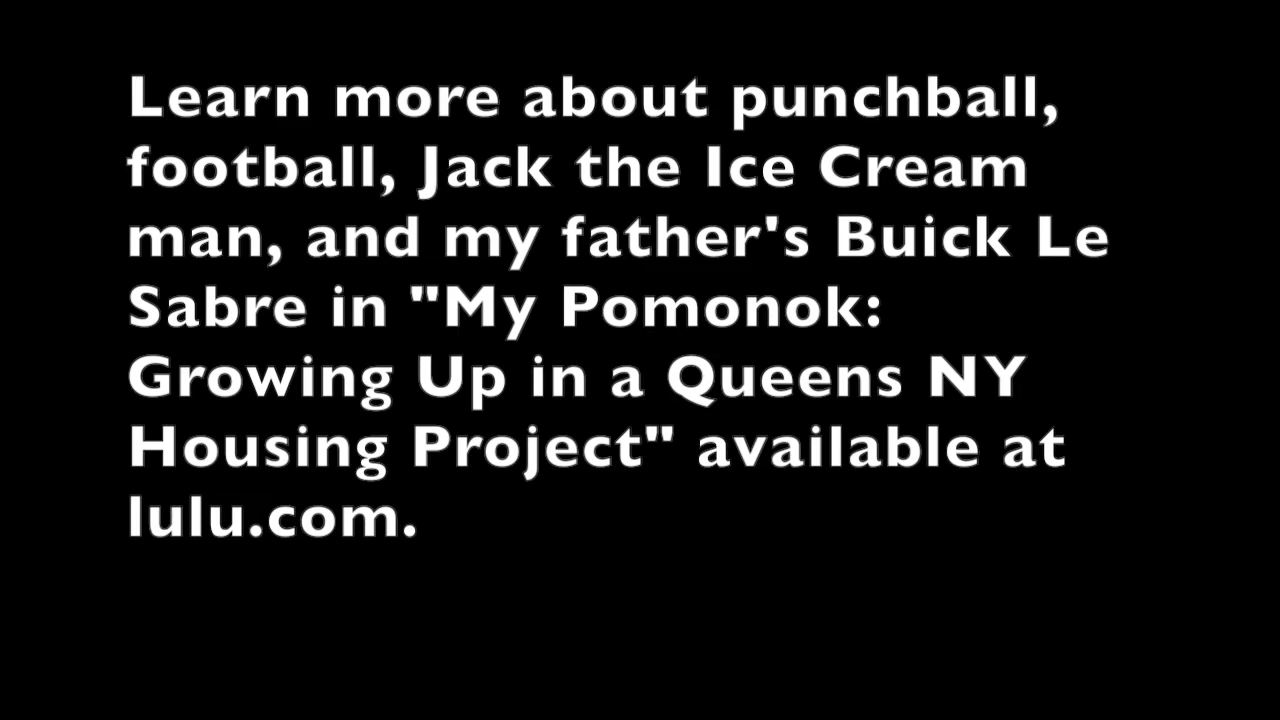 Learn more about punchball,
football, Jack the Ice Cream
man, and my father's Buick Le
Sabre in "My Pomonok:
Growing Up in a Queens NY
Housing Project" available at
lulu.com.